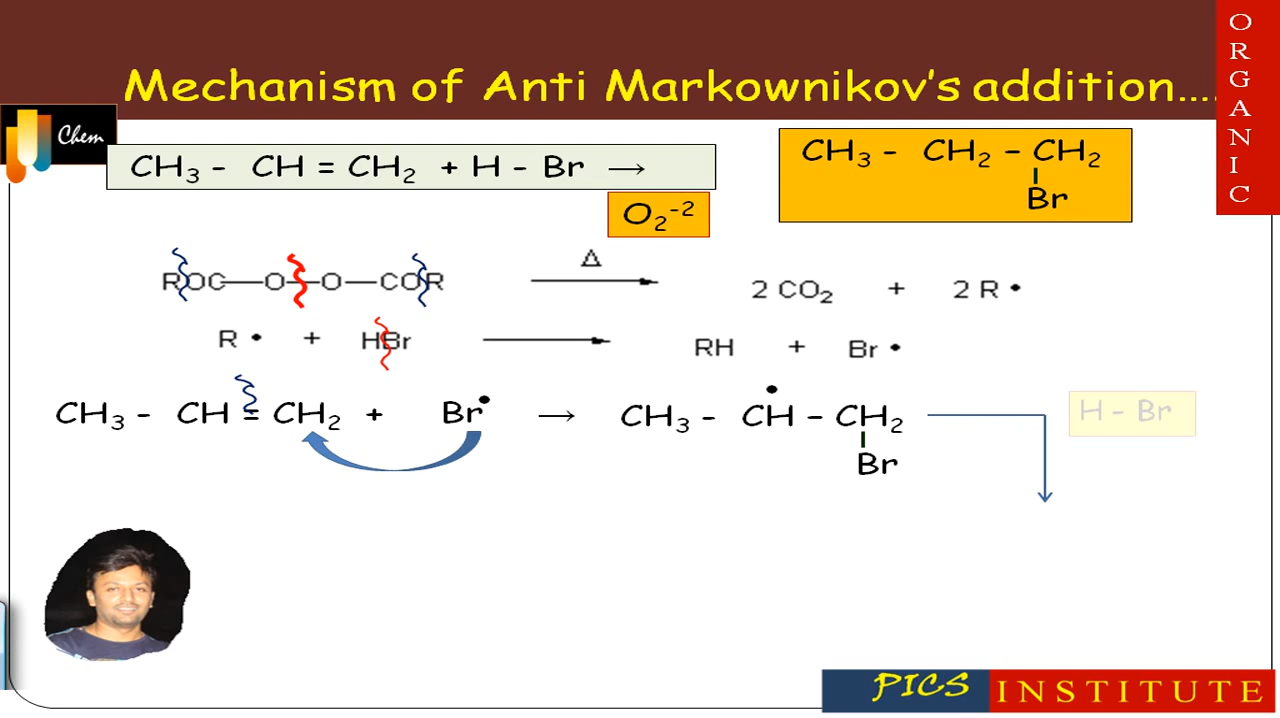 Mechanism of Anti Markownikov's addition....
ORGANIC
Chem
CH₃ - CH = CH₂ + H - Br →
O₂⁻²
CH₃ - CH₂ – CH₂
Br
ROC—O—O—COR Δ 2 CO₂ + 2 R •
R • + HBr RH + Br •
CH₃ - CH = CH₂ + Br• → CH₃ - ĊH – CH₂
Br
H - Br
PICS INSTITUTE